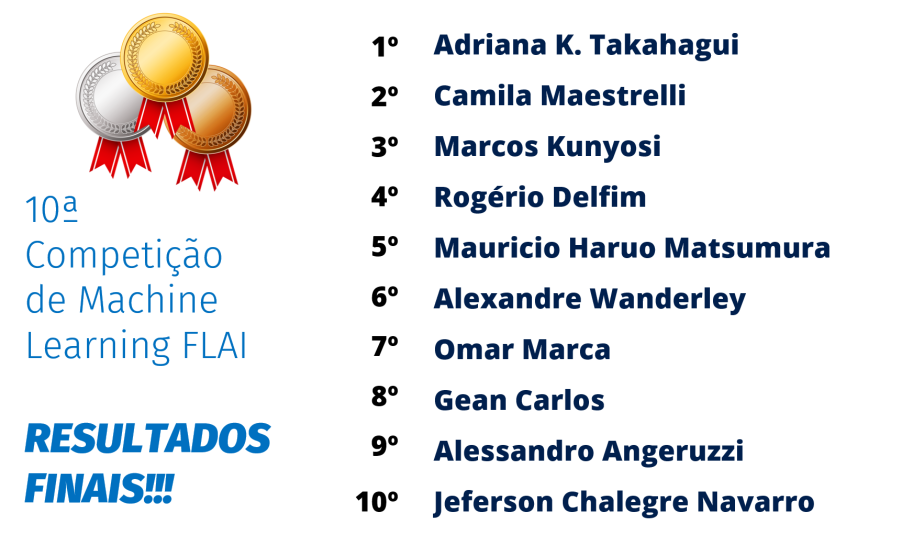 10ª
Competição
de Machine
Learning FLAI
RESULTADOS
FINAIS!!!
1º Adriana K. Takahagui
2º Camila Maestrelli
3º Marcos Kunyosi
4º Rogério Delfim
5º Mauricio Haruo Matsumura
6º Alexandre Wanderley
7º Omar Marca
8º Gean Carlos
9º Alessandro Angeruzzi
10º Jeferson Chalegre Navarro